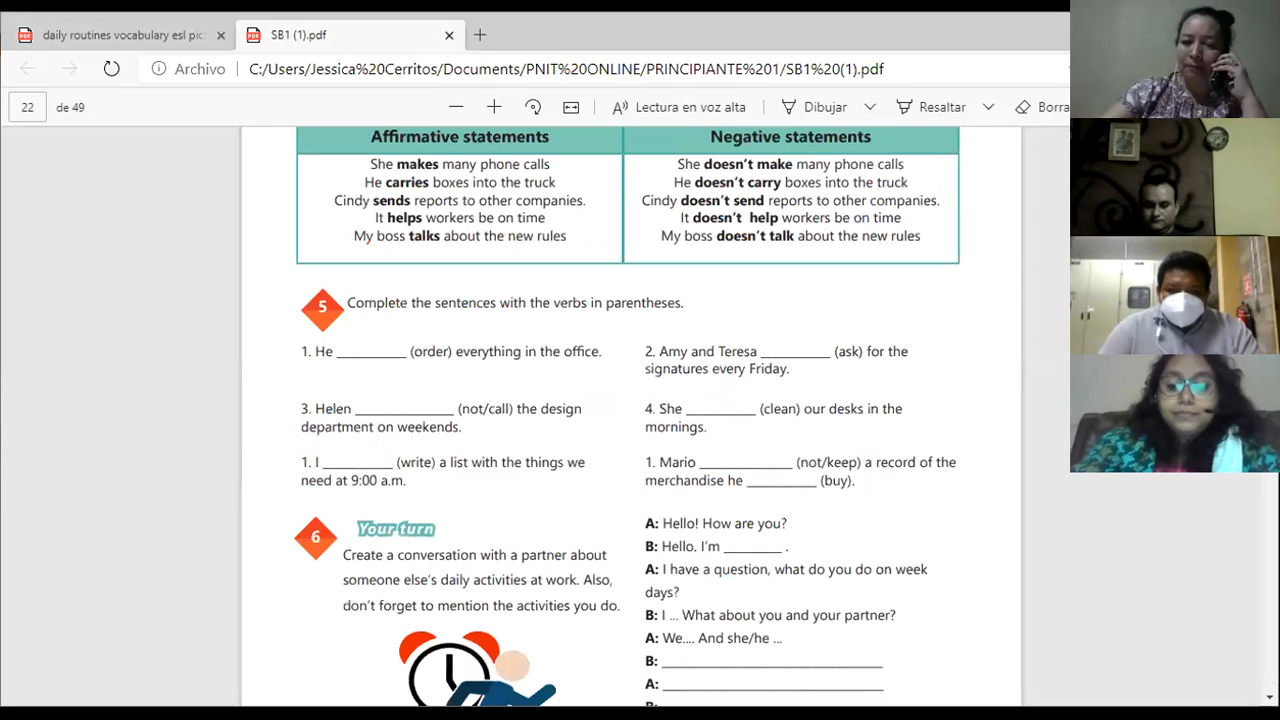 daily routines vocabulary esl pic
SB1 (1).pdf
Archivo
C:/Users/Jessica%20Cerritos/Documents/PNIT%20ONLINE/PRINCIPIANTE%201/SB1%20(1).pdf
22
de 49
Lectura en voz alta
Dibujar
Resaltar
Borra
Affirmative statements
She makes many phone calls
He carries boxes into the truck
Cindy sends reports to other companies.
It helps workers be on time
My boss talks about the new rules
Negative statements
She doesn't make many phone calls
He doesn't carry boxes into the truck
Cindy doesn't send reports to other companies.
It doesn't help workers be on time
My boss doesn't talk about the new rules
5
Complete the sentences with the verbs in parentheses.
1. He __________ (order) everything in the office.
2. Amy and Teresa __________ (ask) for the
signatures every Friday.
3. Helen ______________ (not/call) the design
department on weekends.
4. She __________ (clean) our desks in the
mornings.
1. I __________ (write) a list with the things we
need at 9:00 a.m.
1. Mario _____________ (not/keep) a record of the
merchandise he __________ (buy).
6
Your turn
Create a conversation with a partner about
someone else's daily activities at work. Also,
don't forget to mention the activities you do.
A: Hello! How are you?
B: Hello. I'm ________ .
A: I have a question, what do you do on week
days?
B: I ... What about you and your partner?
A: We.... And she/he ...
B: ________________________________
A: ________________________________